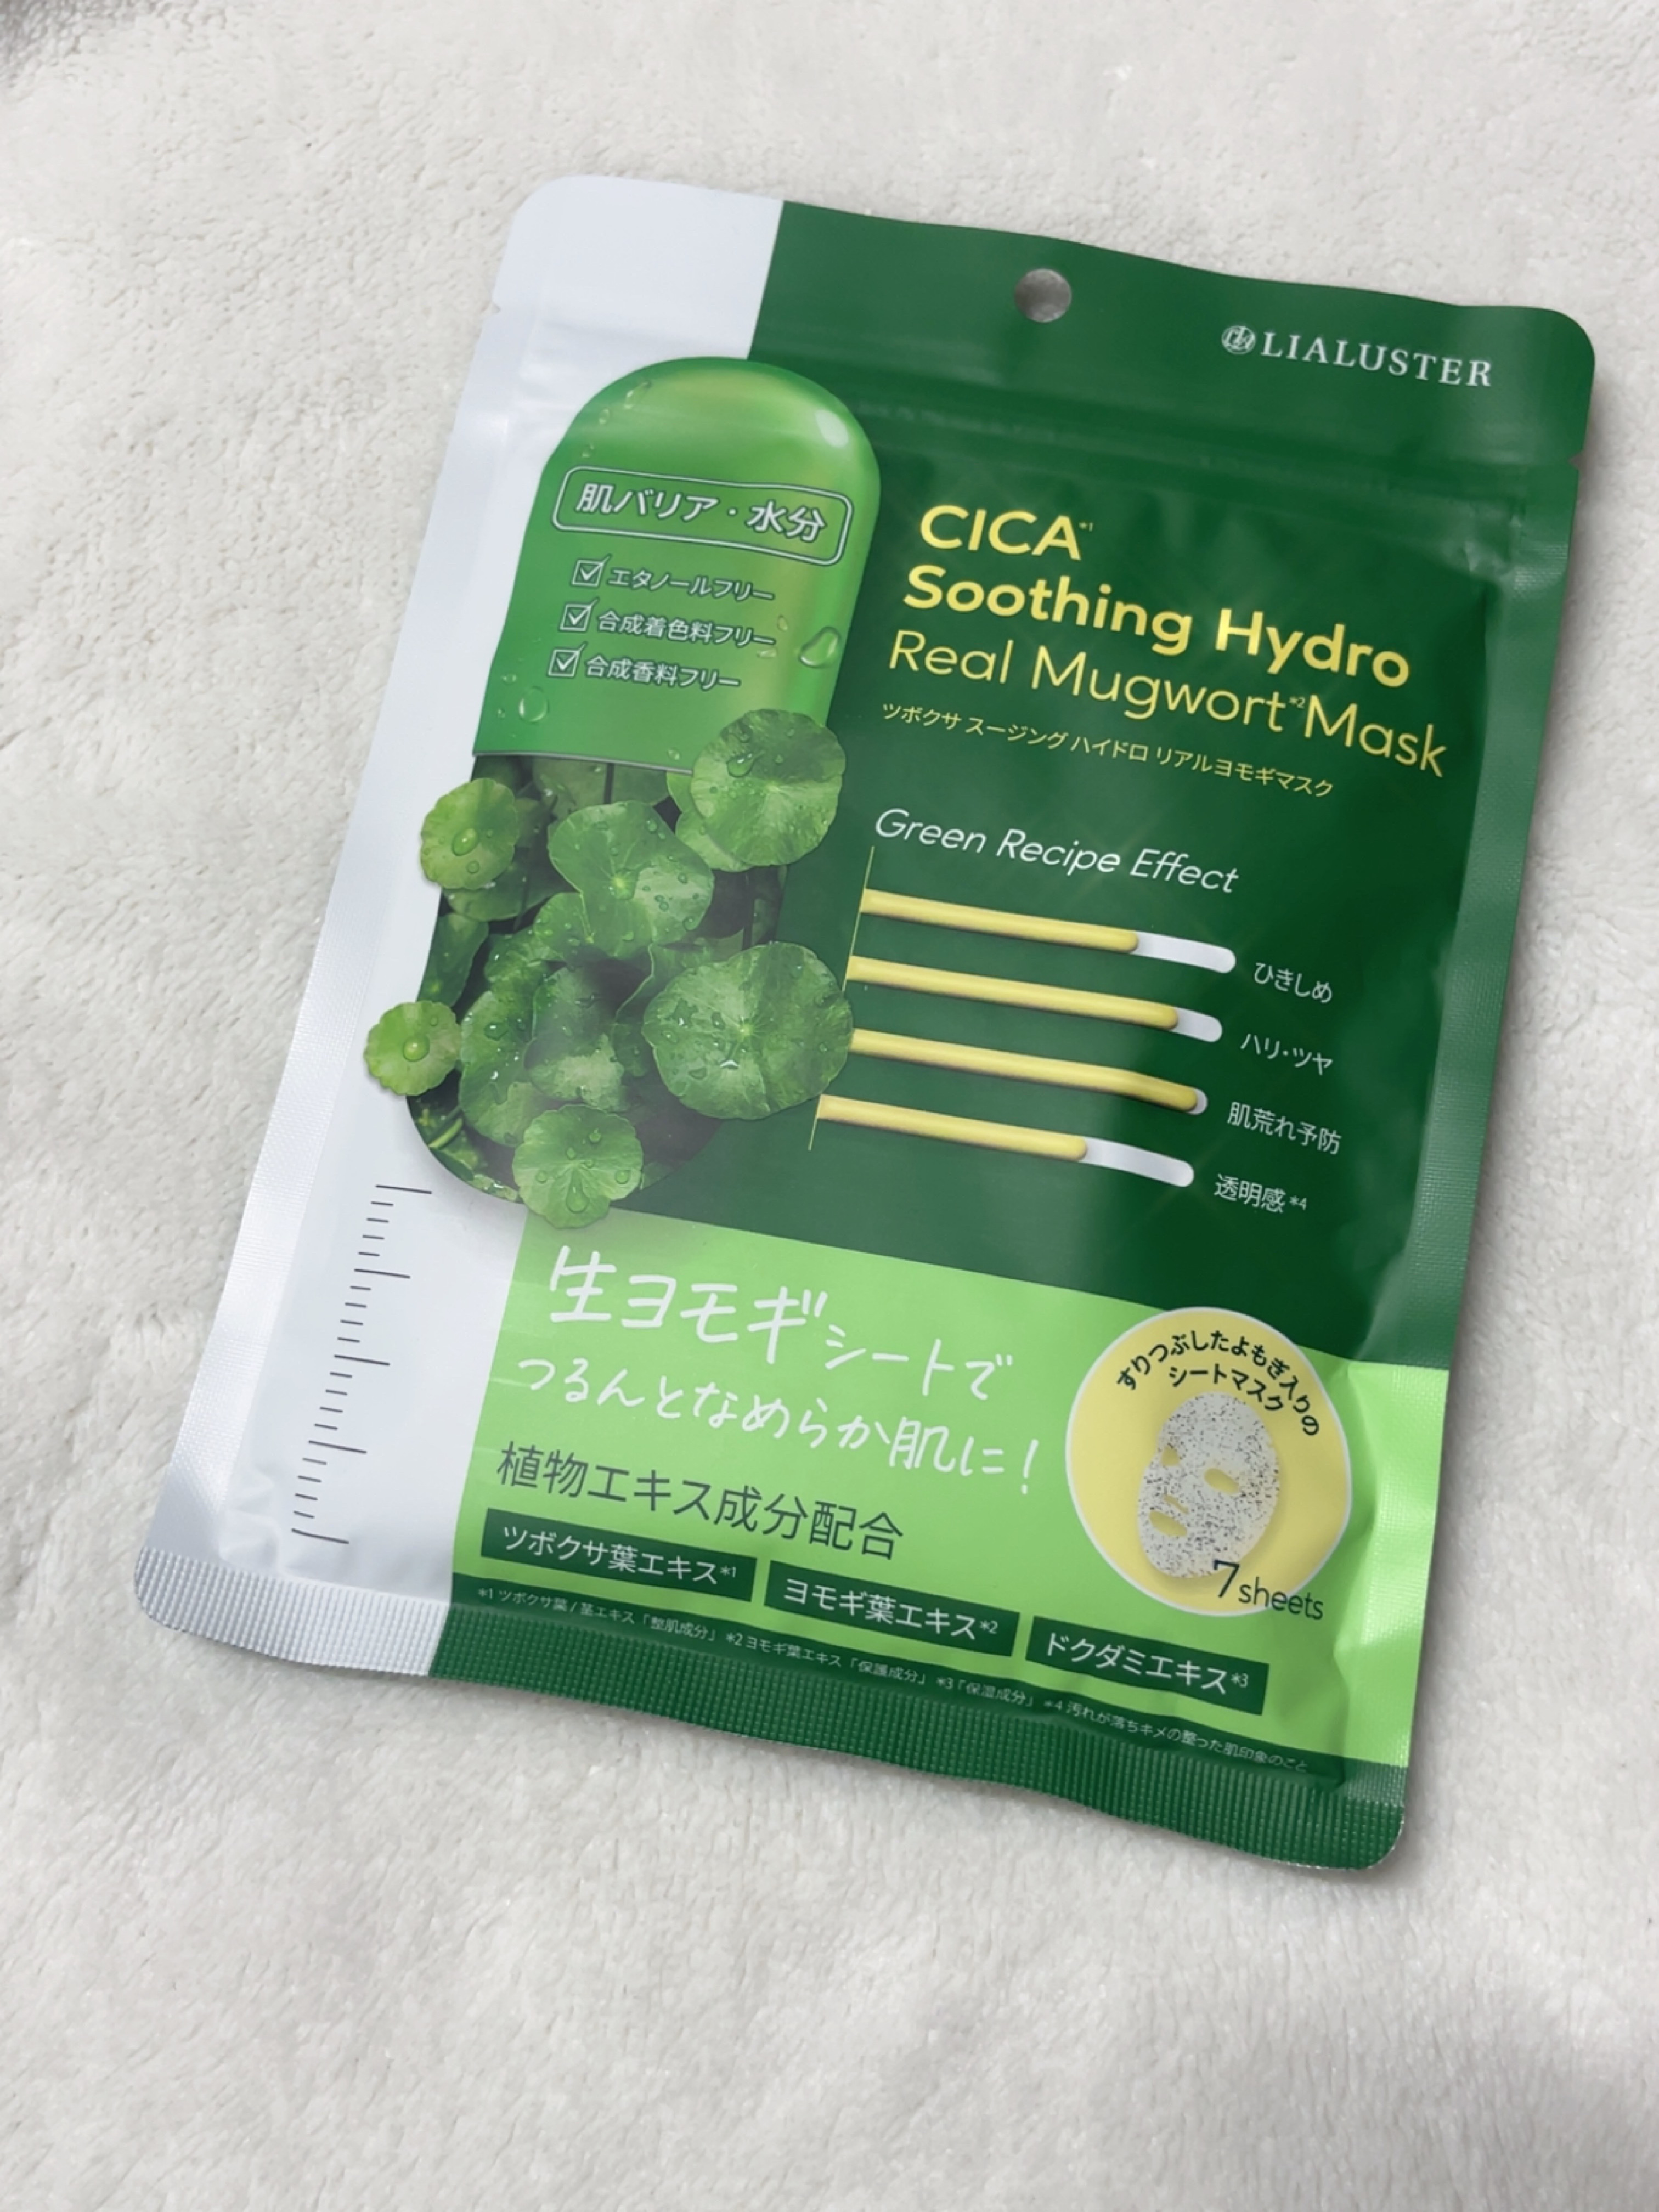 LIALUSTER
肌バリア・水分
エタノールフリー
合成着色料フリー
合成香料フリー
CICA*1
Soothing Hydro
Real Mugwort*2 Mask
ツボクサ スージング ハイドロ リアルヨモギマスク
Green Recipe Effect
ひきしめ
ハリ・ツヤ
肌荒れ予防
透明感*4
生ヨモギシートで
つるんとなめらか肌に!
すりつぶしたよもぎ入りの
シートマスク
7sheets
植物エキス成分配合
ツボクサ葉エキス*1
ヨモギ葉エキス*2
ドクダミエキス*3
*1 ツボクサ葉/茎エキス「整肌成分」 *2 ヨモギ葉エキス「保護成分」 *3「保湿成分」 *4 汚れが落ちキメの整った肌印象のこと